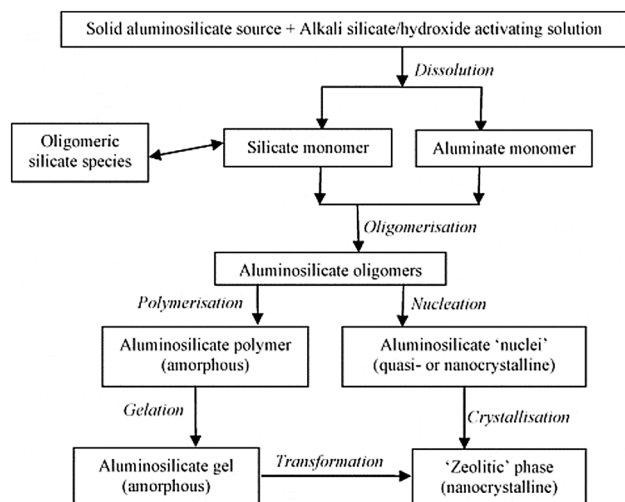 Solid aluminosilicate source + Alkali silicate/hydroxide activating solution
Dissolution
Oligomeric
silicate species
Silicate monomer
Aluminate monomer
Oligomerisation
Aluminosilicate oligomers
Polymerisation
Nucleation
Aluminosilicate polymer
(amorphous)
Aluminosilicate ‘nuclei’
(quasi- or nanocrystalline)
Gelation
Crystallisation
Aluminosilicate gel
(amorphous)
Transformation
‘Zeolitic’ phase
(nanocrystalline)